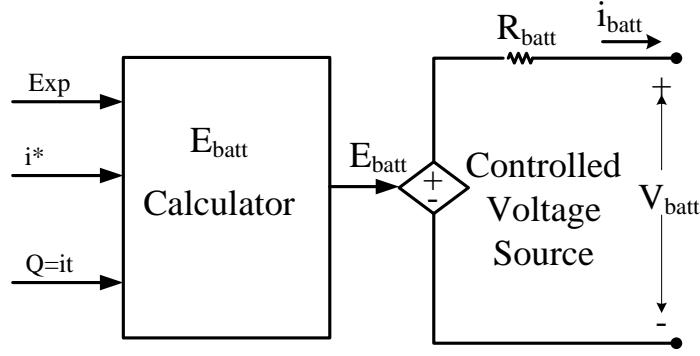 Exp
i*
Q=it
E_batt
Calculator
E_batt
+
-
Controlled
Voltage
Source
R_batt
i_batt
+
V_batt
-